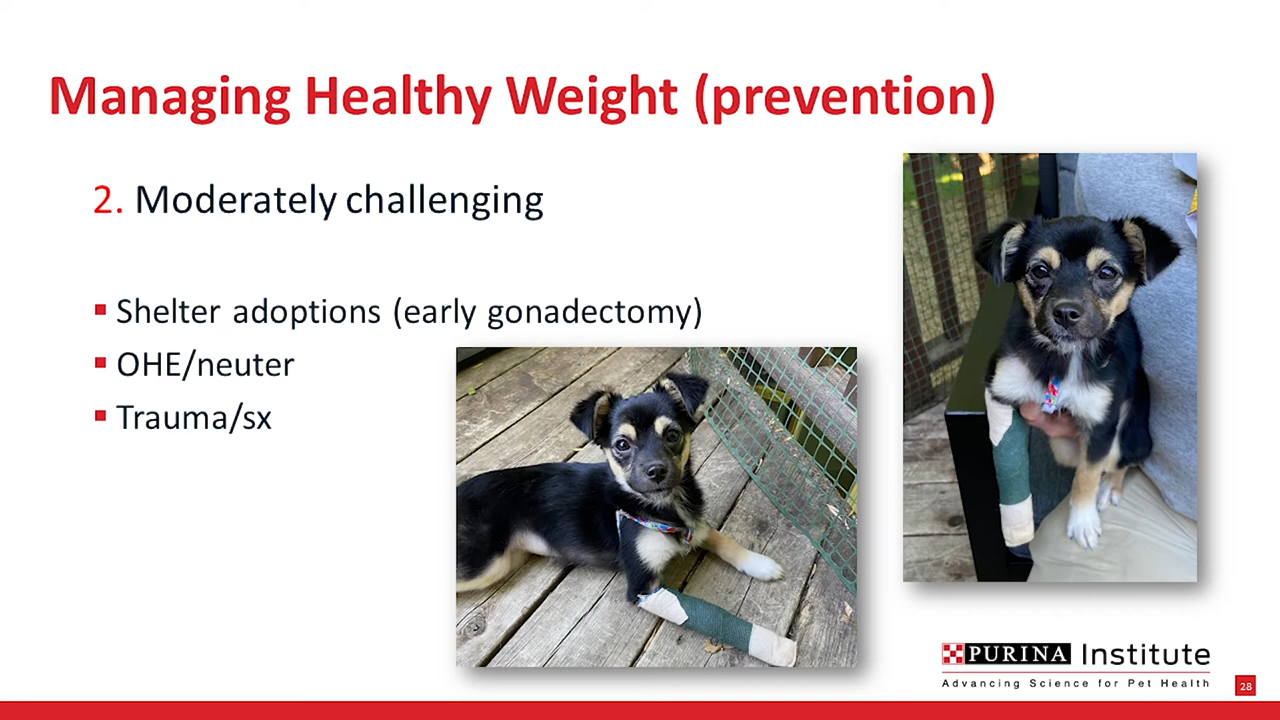 Managing Healthy Weight (prevention)
2. Moderately challenging
▪ Shelter adoptions (early gonadectomy)
▪ OHE/neuter
▪ Trauma/sx
PURINA Institute
Advancing Science for Pet Health
28